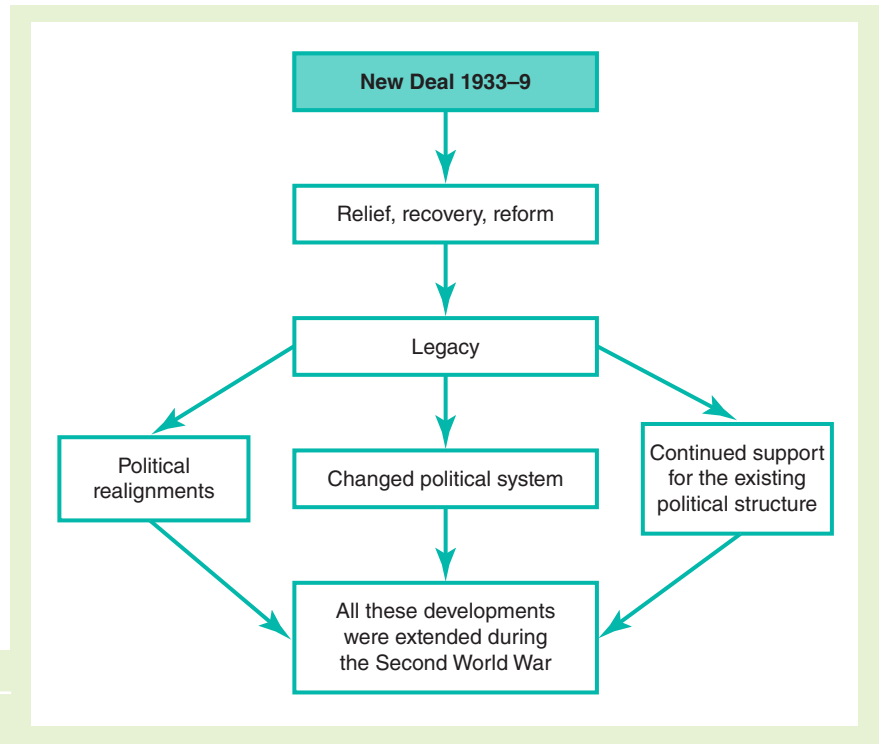 New Deal 1933–9
Relief, recovery, reform
Legacy
Political
realignments
Changed political system
Continued support
for the existing
political structure
All these developments
were extended during
the Second World War